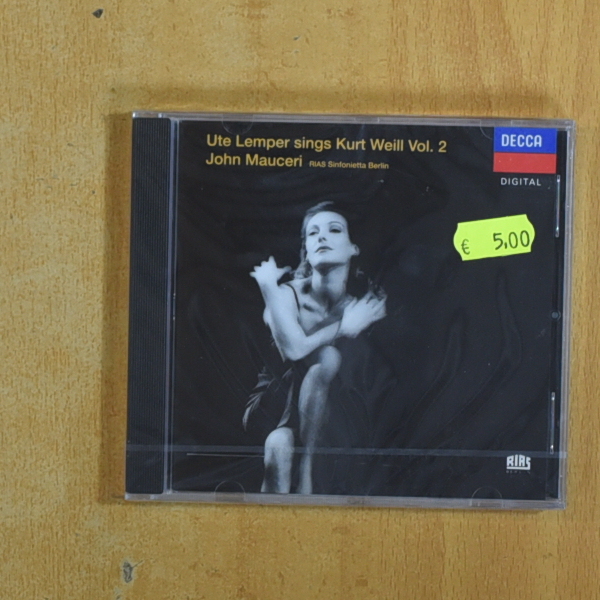 Ute Lemper sings Kurt Weill Vol. 2
John Mauceri RIAS Sinfonietta Berlin
DECCA
DIGITAL
€ 5,00
RIAS